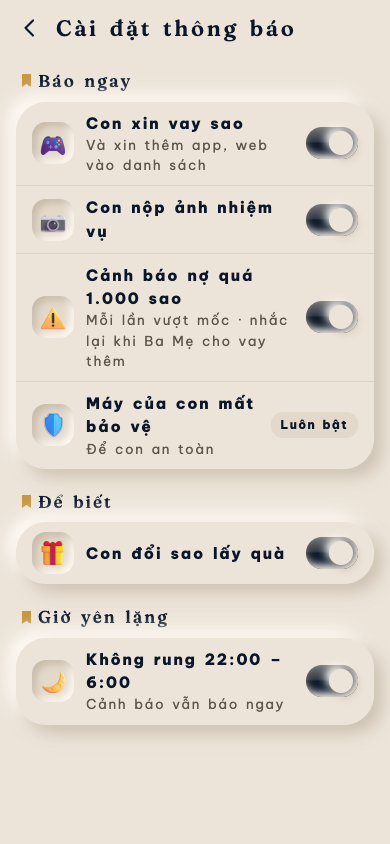 Cài đặt thông báo
Báo ngay
Con xin vay sao
Và xin thêm app, web
vào danh sách
Con nộp ảnh nhiệm
vụ
Cảnh báo nợ quá
1.000 sao
Mỗi lần vượt mốc · nhắc
lại khi Ba Mẹ cho vay
thêm
Máy của con mất
bảo vệ
Để con an toàn
Luôn bật
Để biết
Con đổi sao lấy quà
Giờ yên lặng
Không rung 22:00 –
6:00
Cảnh báo vẫn báo ngay